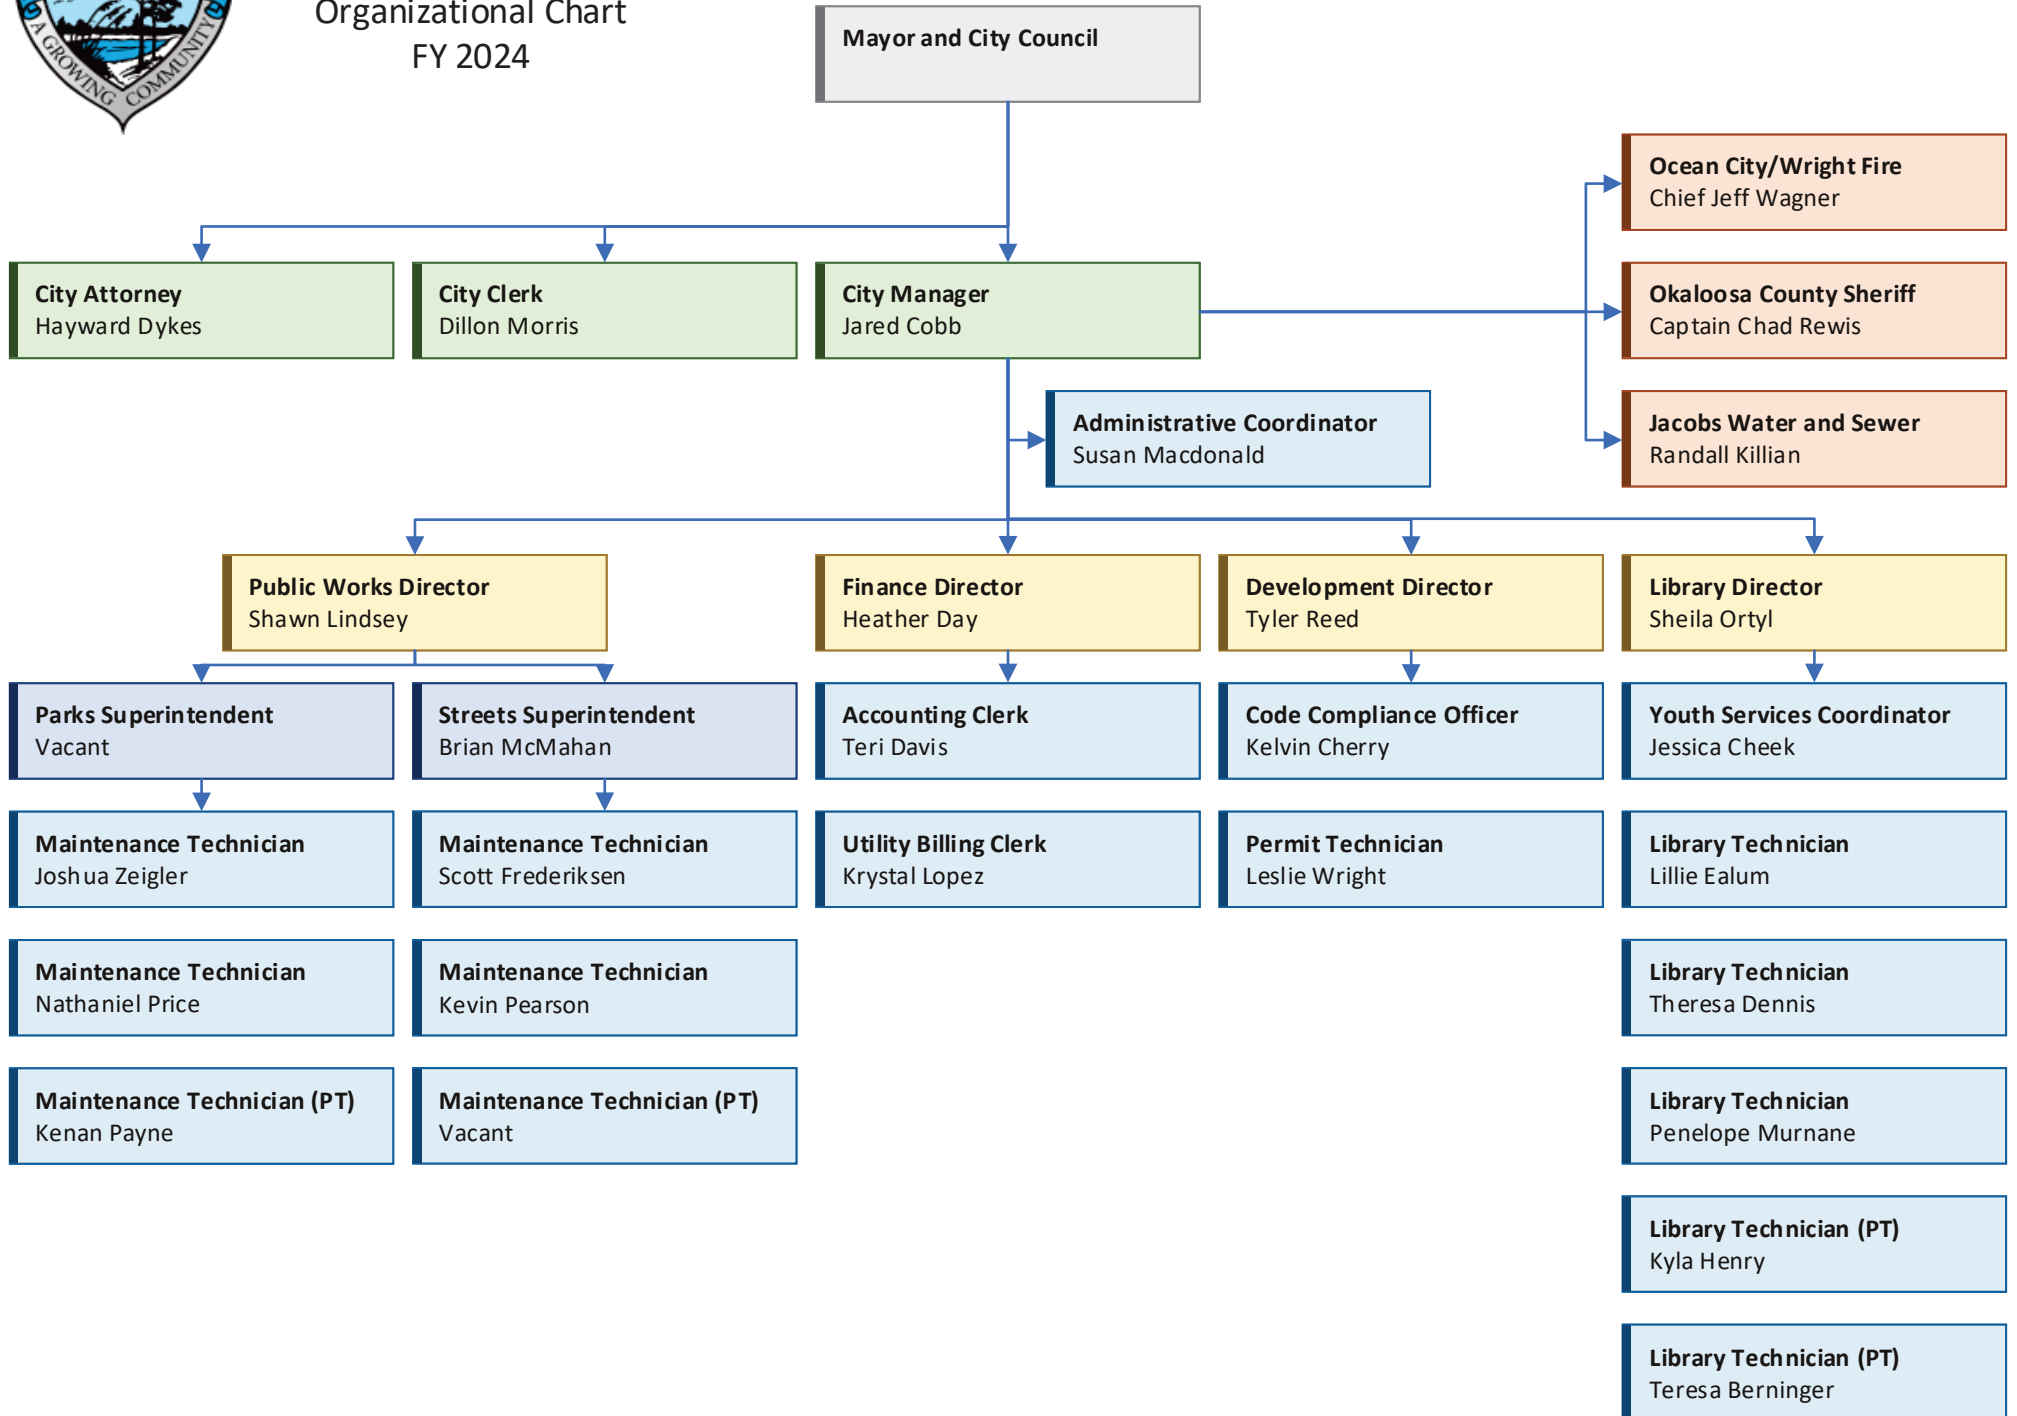 Organizational Chart
FY 2024
A GROWING COMMUNITY
Mayor and City Council
Ocean City/Wright Fire
Chief Jeff Wagner
City Attorney
Hayward Dykes
City Clerk
Dillon Morris
City Manager
Jared Cobb
Okaloosa County Sheriff
Captain Chad Rewis
Administrative Coordinator
Susan Macdonald
Jacobs Water and Sewer
Randall Killian
Public Works Director
Shawn Lindsey
Finance Director
Heather Day
Development Director
Tyler Reed
Library Director
Sheila Ortyl
Parks Superintendent
Vacant
Streets Superintendent
Brian McMahan
Accounting Clerk
Teri Davis
Code Compliance Officer
Kelvin Cherry
Youth Services Coordinator
Jessica Cheek
Maintenance Technician
Joshua Zeigler
Maintenance Technician
Scott Frederiksen
Utility Billing Clerk
Krystal Lopez
Permit Technician
Leslie Wright
Library Technician
Lillie Ealum
Maintenance Technician
Nathaniel Price
Maintenance Technician
Kevin Pearson
Library Technician
Theresa Dennis
Maintenance Technician (PT)
Kenan Payne
Maintenance Technician (PT)
Vacant
Library Technician
Penelope Murnane
Library Technician (PT)
Kyla Henry
Library Technician (PT)
Teresa Berninger